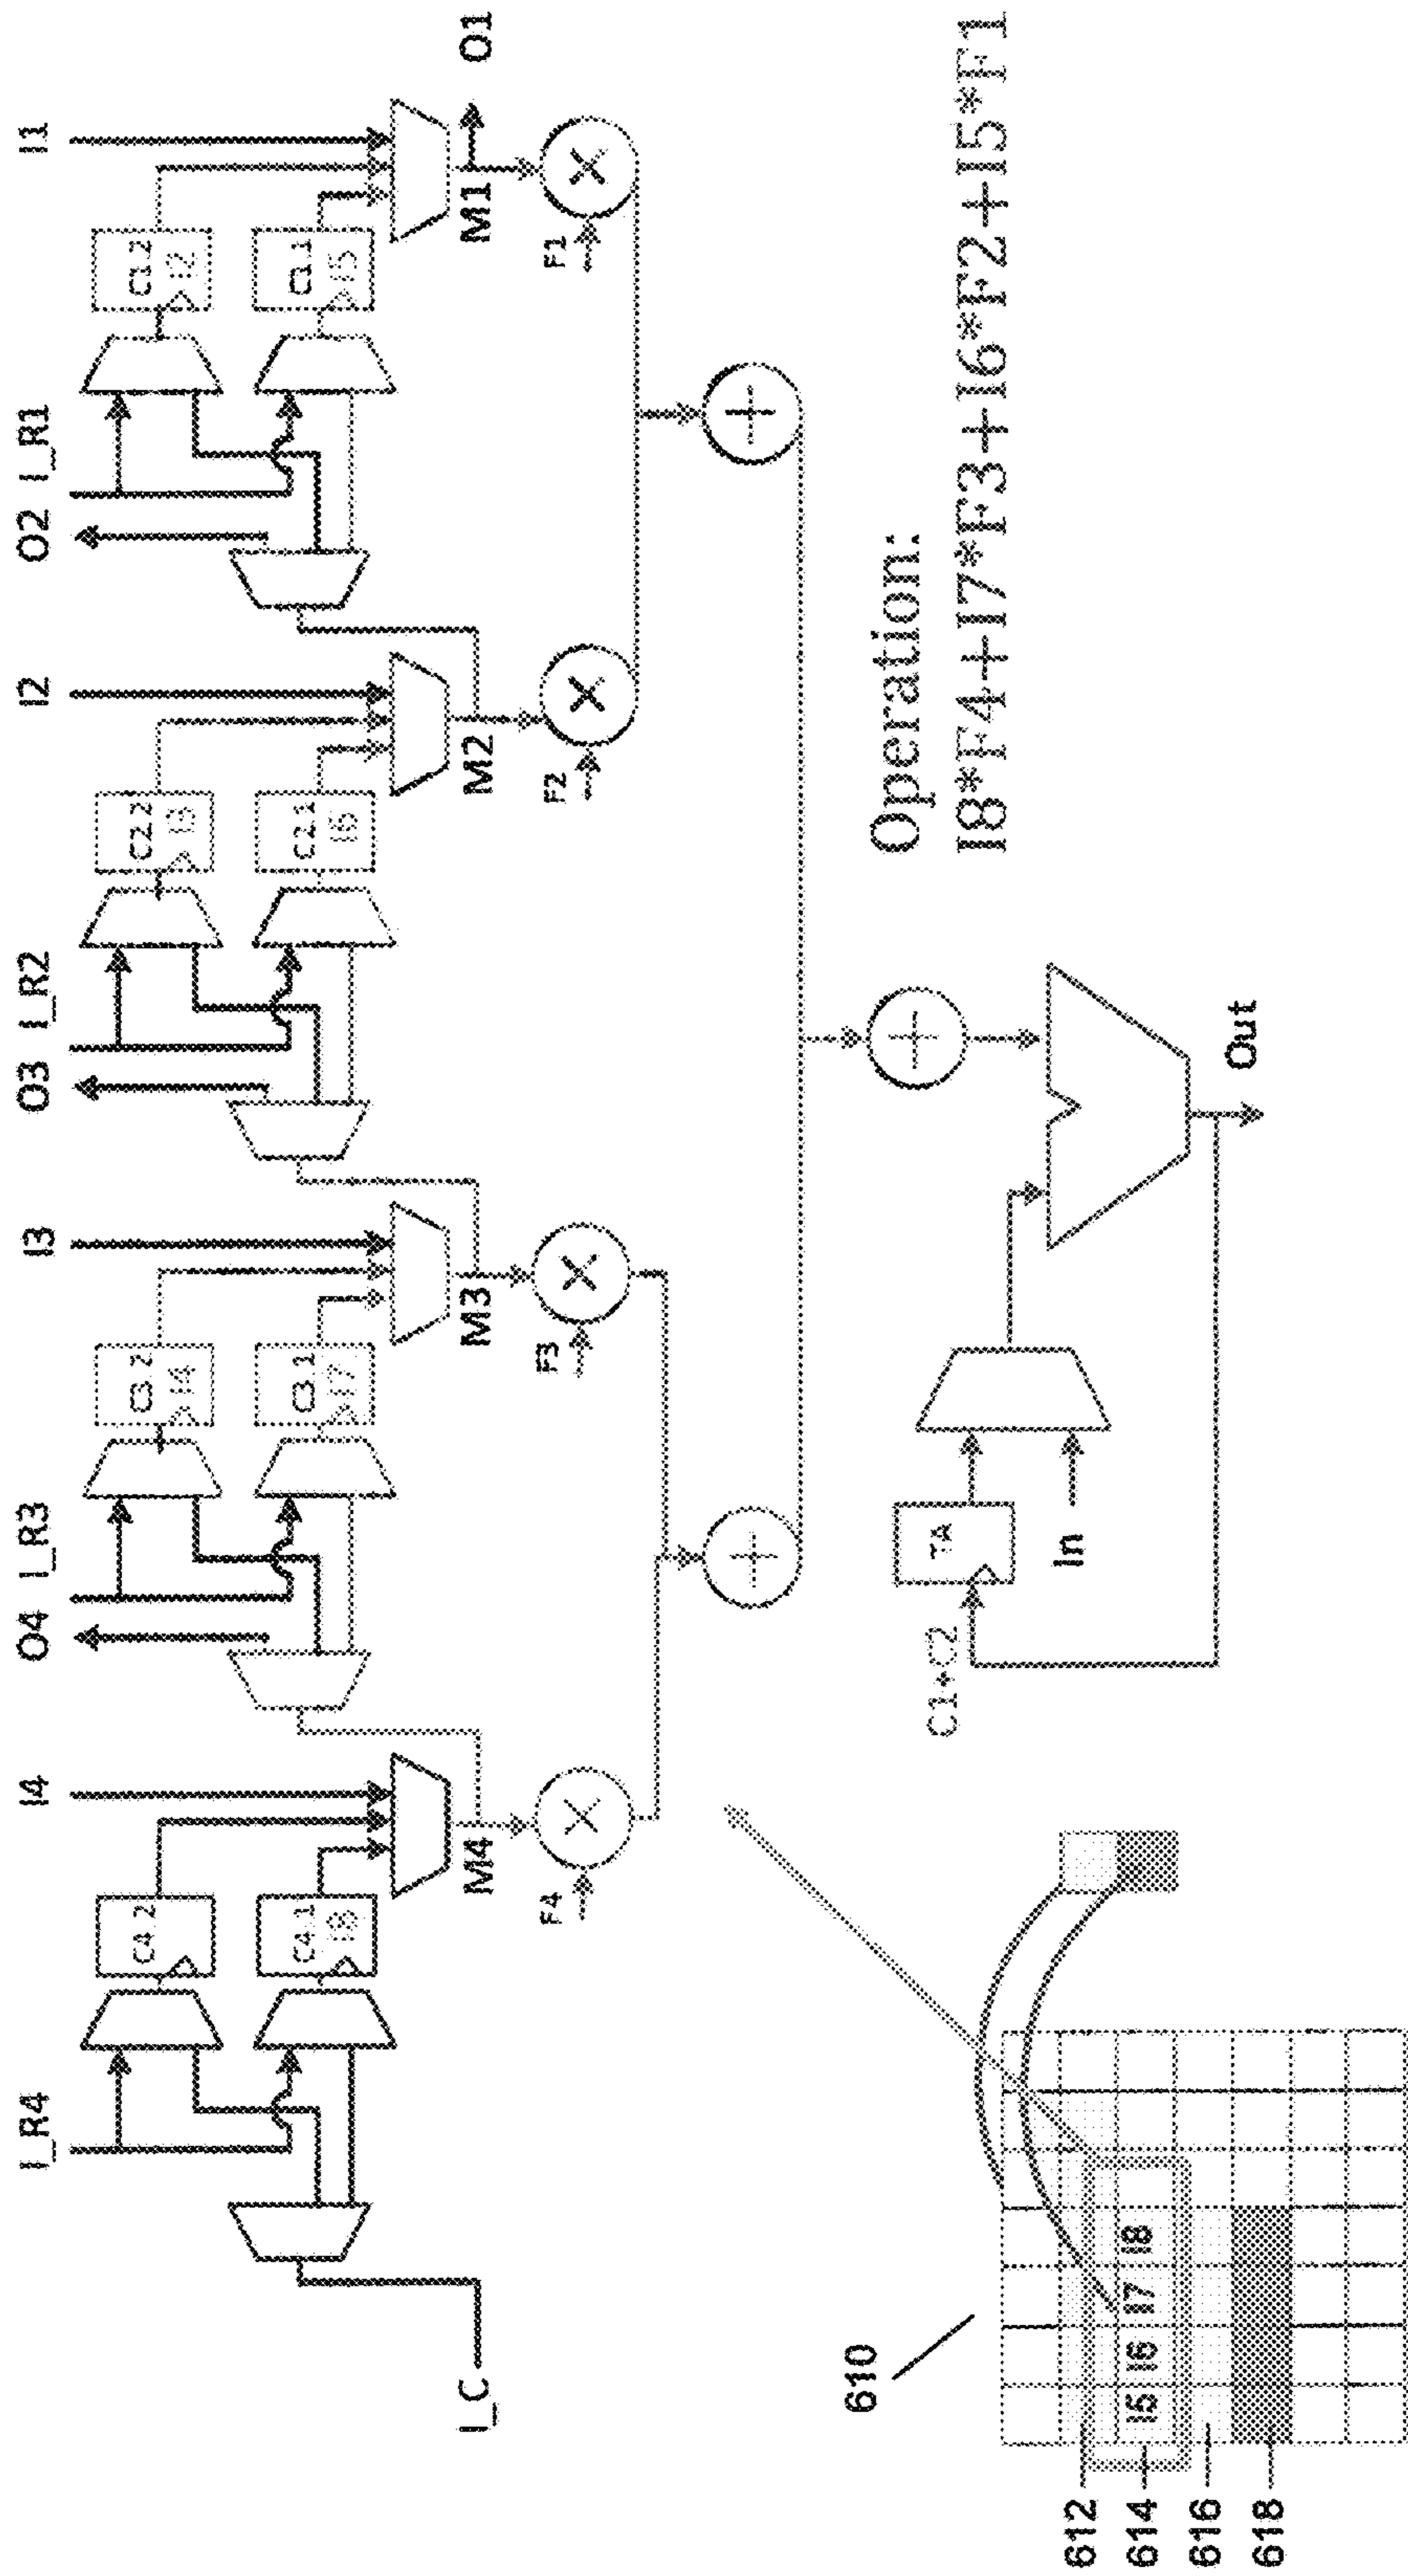 I_R4
I4
O4
I_R3
I3
O3
I_R2
I2
O2
I_R1
I1
C4.2
C3.2
I4
C2.2
I3
C1.2
I2
C4.1
I8
C3.1
I7
C2.1
I6
C1.1
I5
I_C
M4
M3
M2
M1
O1
F4
F3
F2
F1
Operation:
I8*F4+I7*F3+I6*F2+I5*F1
C1+C2
TA
In
Out
610
612
614
I5 I6 I7 I8
616
618